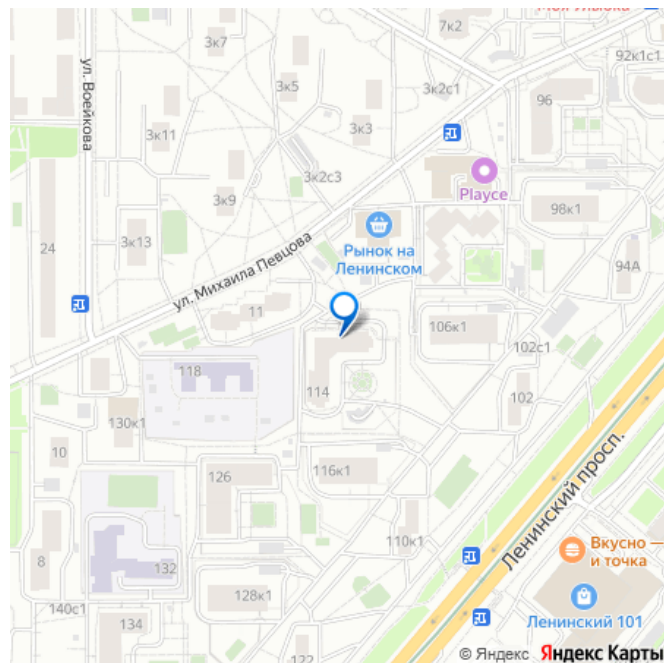 Моя Улыбка
7к2
3к7
92к1с1
3к5
3к2с1
96
ул. Воейкова
3к11
3к3
3к2с3
Playce
3к9
98к1
24
3к13
Рынок на
Ленинском
94А
ул. Михаила Певцова
11
106к1
102с1
118
114
102
130к1
Ленинский просп.
10
126
116к1
110к1
8
132
Вкусно —
и точка
128к1
140с1
134
Ленинский 101
122
© Яндекс Яндекс Карты